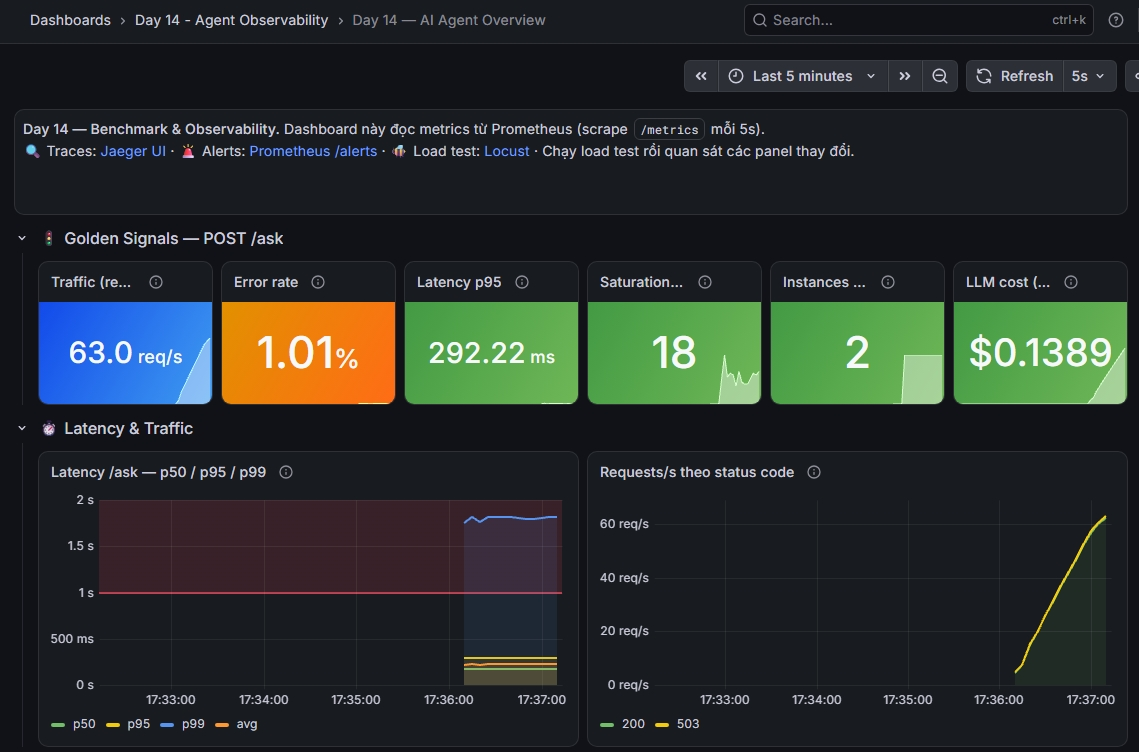 Dashboards › Day 14 - Agent Observability › Day 14 — AI Agent Overview
Search... ctrl+k
Last 5 minutes
Refresh 5s
Day 14 — Benchmark & Observability. Dashboard này đọc metrics từ Prometheus (scrape /metrics mỗi 5s).
Traces: Jaeger UI · Alerts: Prometheus /alerts · Load test: Locust · Chạy load test rồi quan sát các panel thay đổi.
Golden Signals — POST /ask
Traffic (re...
63.0 req/s
Error rate
1.01%
Latency p95
292.22 ms
Saturation...
18
Instances ...
2
LLM cost (...
$0.1389
Latency & Traffic
Latency /ask — p50 / p95 / p99
2 s
1.5 s
1 s
500 ms
0 s
17:33:00 17:34:00 17:35:00 17:36:00 17:37:00
p50 p95 p99 avg
Requests/s theo status code
60 req/s
40 req/s
20 req/s
0 req/s
17:33:00 17:34:00 17:35:00 17:36:00 17:37:00
200 503